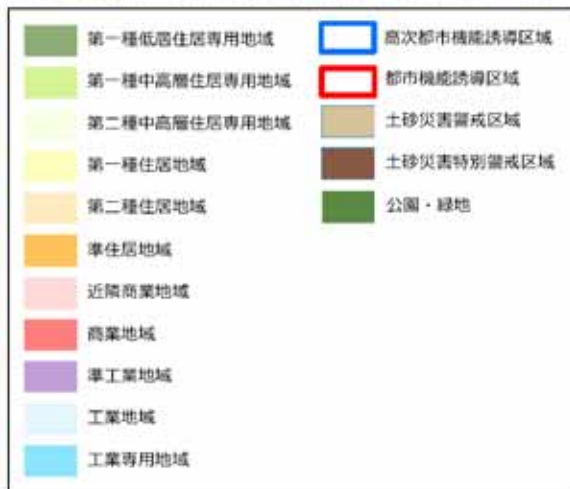 第一種低層住居専用地域
第一種中高層住居専用地域
第二種中高層住居専用地域
第一種住居地域
第二種住居地域
準住居地域
近隣商業地域
商業地域
準工業地域
工業地域
工業専用地域
高次都市機能誘導区域
都市機能誘導区域
土砂災害警戒区域
土砂災害特別警戒区域
公園・緑地